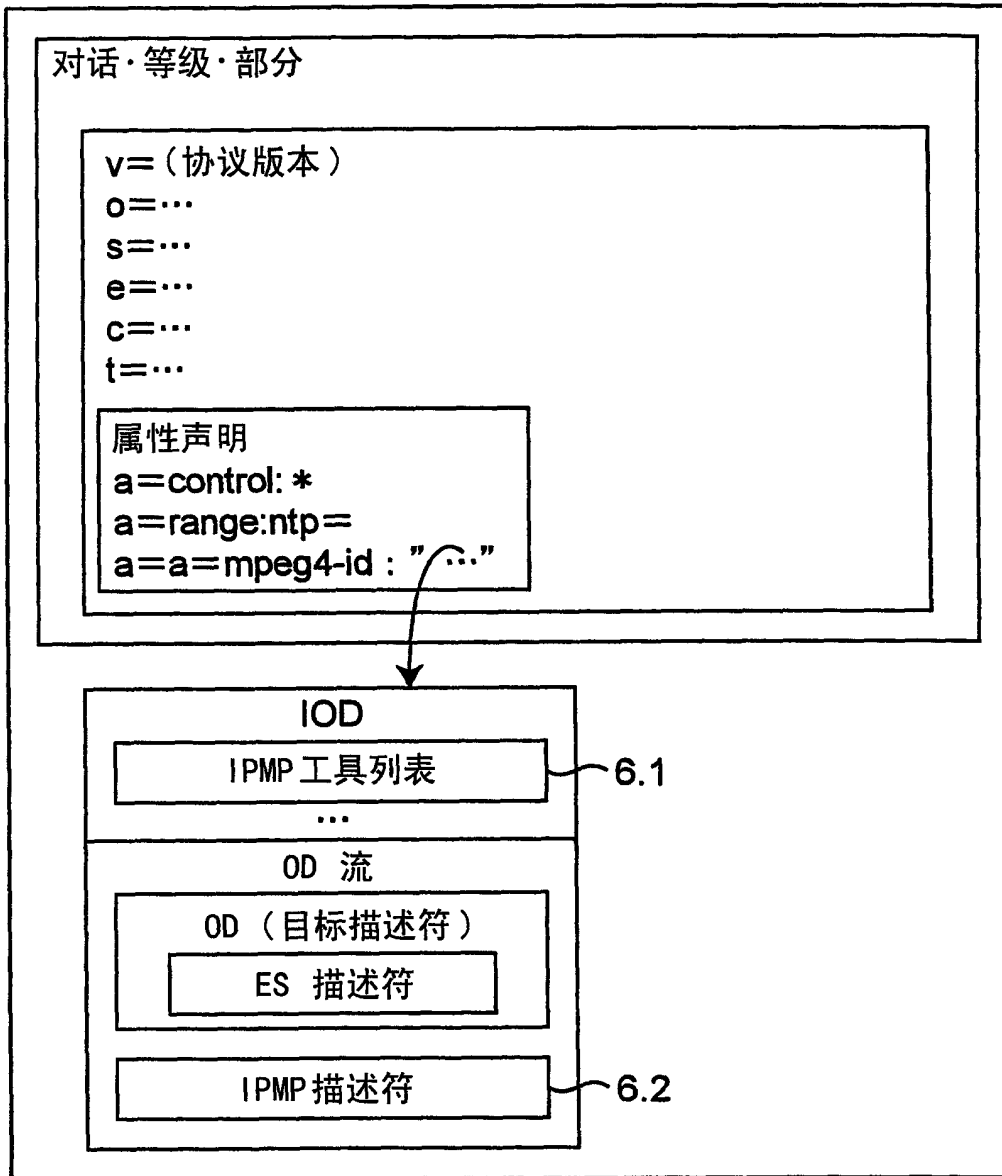 对话·等级·部分
v=(协议版本)
o=…
s=…
e=…
c=…
t=…
属性声明
a=control:*
a=range:ntp=
a=a=mpeg4-id:"…"
IOD
IPMP工具列表
6.1
…
OD 流
OD (目标描述符)
ES 描述符
IPMP描述符
6.2